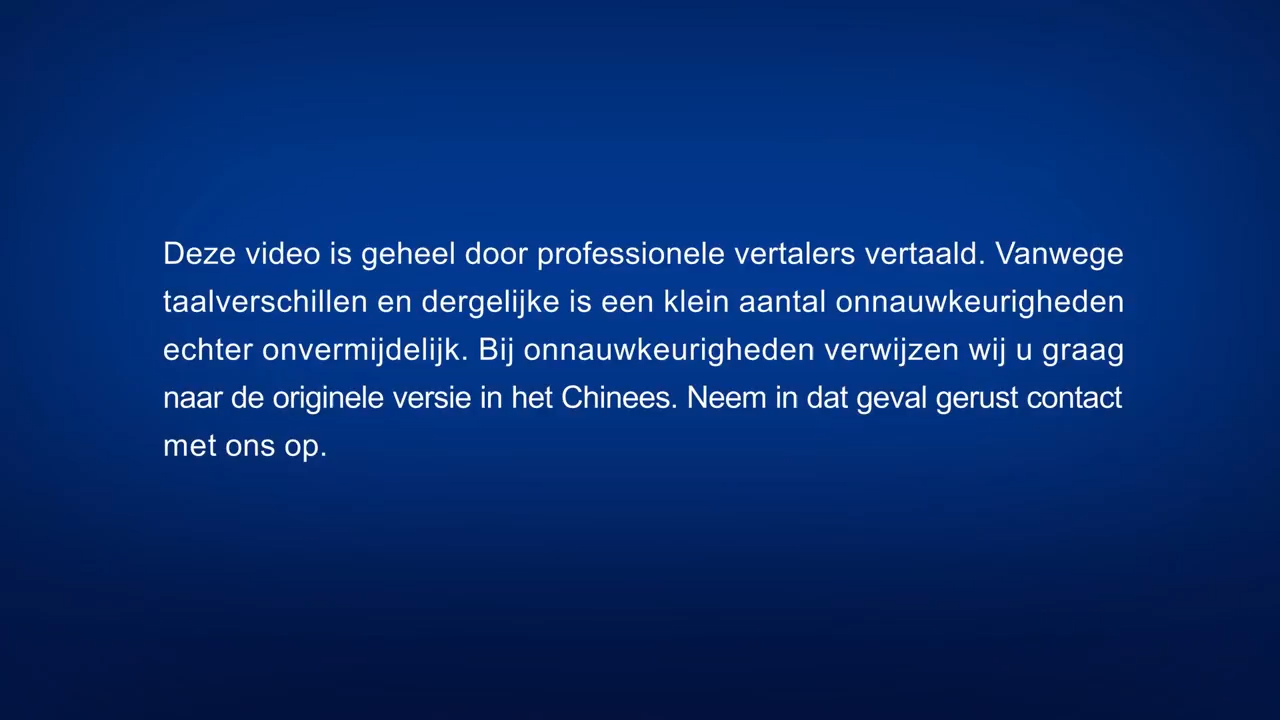 Deze video is geheel door professionele vertalers vertaald. Vanwege
taalverschillen en dergelijke is een klein aantal onnauwkeurigheden
echter onvermijdelijk. Bij onnauwkeurigheden verwijzen wij u graag
naar de originele versie in het Chinees. Neem in dat geval gerust contact
met ons op.